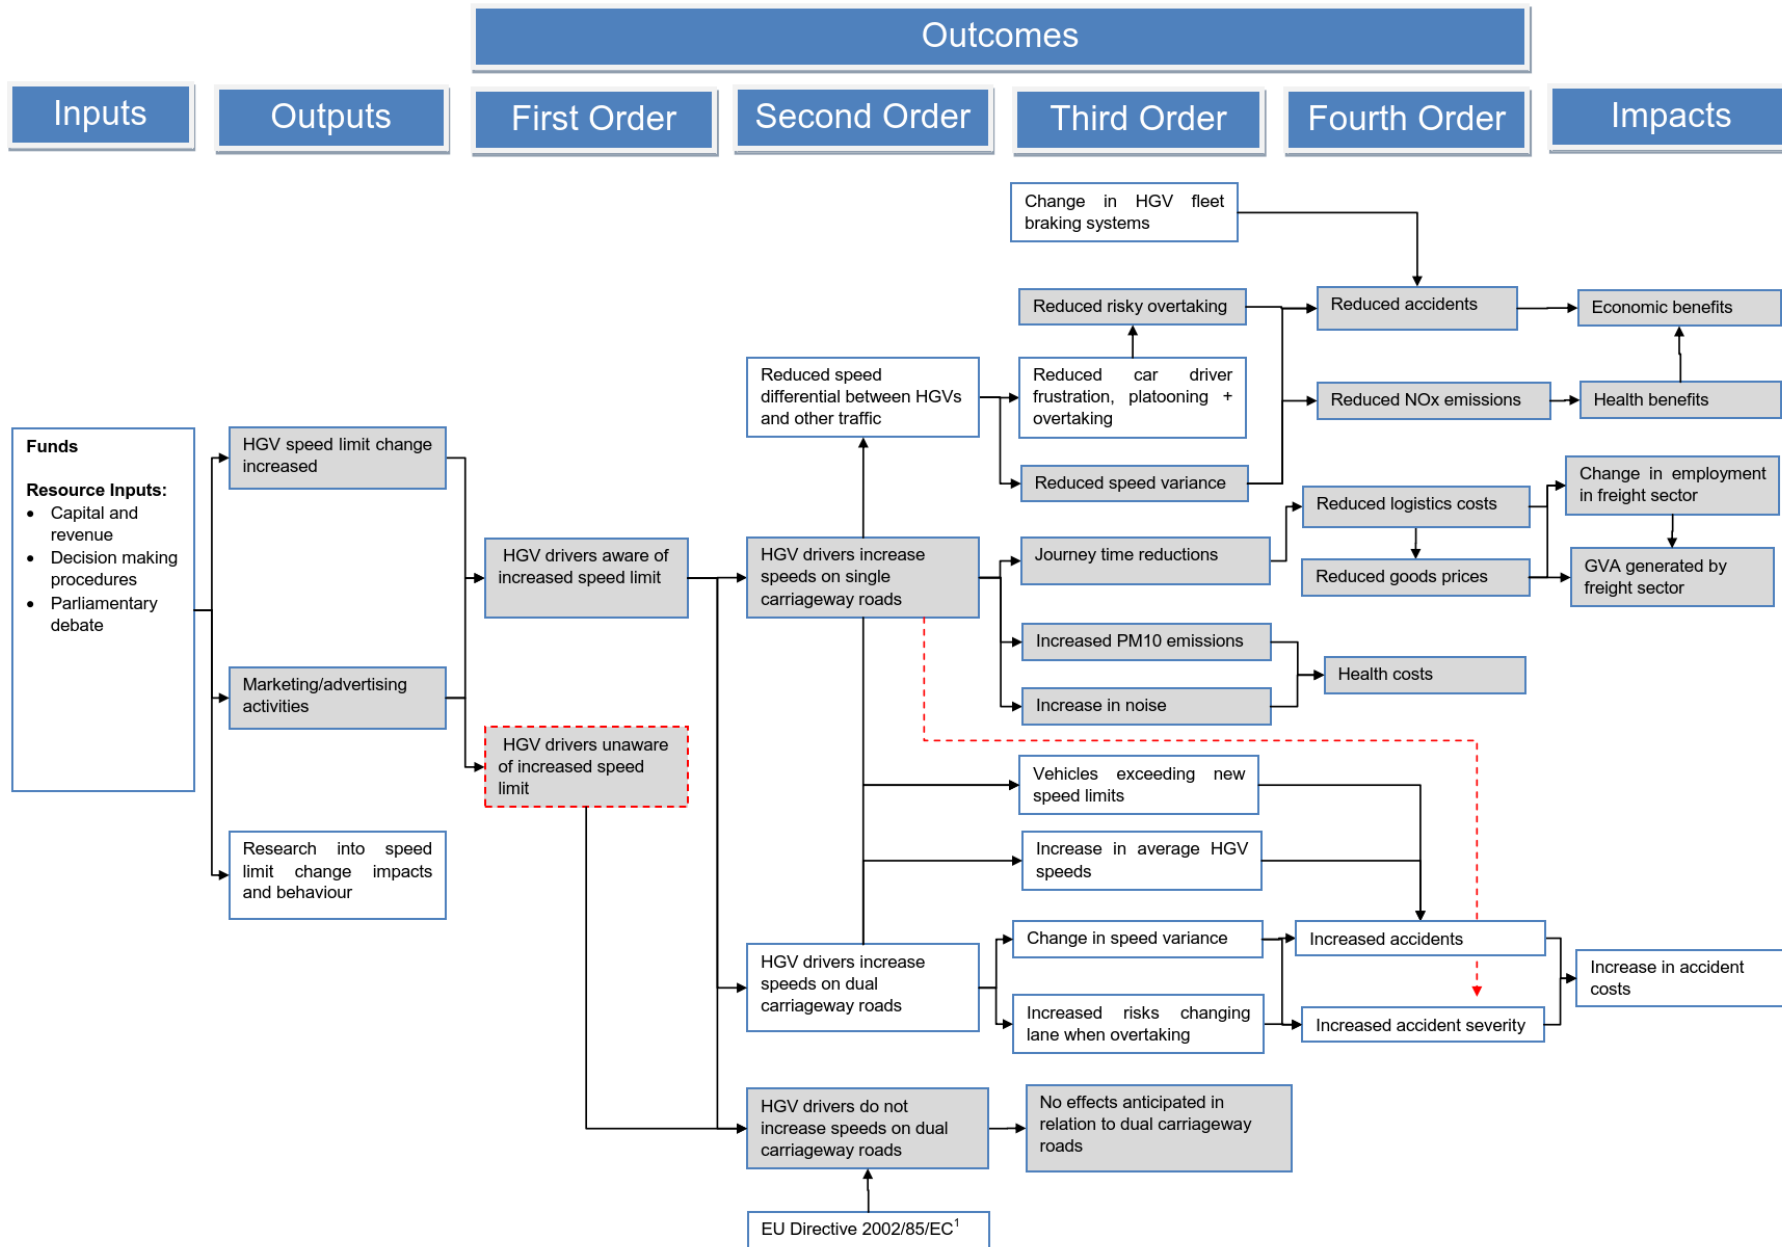 Outcomes
Inputs
Outputs
First Order
Second Order
Third Order
Fourth Order
Impacts
Change in HGV fleet
braking systems
Reduced risky overtaking
Reduced accidents
Economic benefits
Reduced speed
differential between HGVs
and other traffic
Reduced car driver
frustration, platooning +
overtaking
Reduced NOx emissions
Health benefits
Funds
Resource Inputs:
• Capital and
revenue
• Decision making
procedures
• Parliamentary
debate
HGV speed limit change
increased
Reduced speed variance
Reduced logistics costs
Change in employment
in freight sector
HGV drivers aware of
increased speed limit
HGV drivers increase
speeds on single
carriageway roads
Journey time reductions
Reduced goods prices
GVA generated by
freight sector
Marketing/advertising
activities
Increased PM10 emissions
Health costs
Increase in noise
HGV drivers unaware
of increased speed
limit
Vehicles exceeding new
speed limits
Research into speed
limit change impacts
and behaviour
Increase in average HGV
speeds
HGV drivers increase
speeds on dual
carriageway roads
Change in speed variance
Increased accidents
Increase in accident
costs
Increased risks changing
lane when overtaking
Increased accident severity
HGV drivers do not
increase speeds on dual
carriageway roads
No effects anticipated in
relation to dual carriageway
roads
EU Directive 2002/85/EC¹